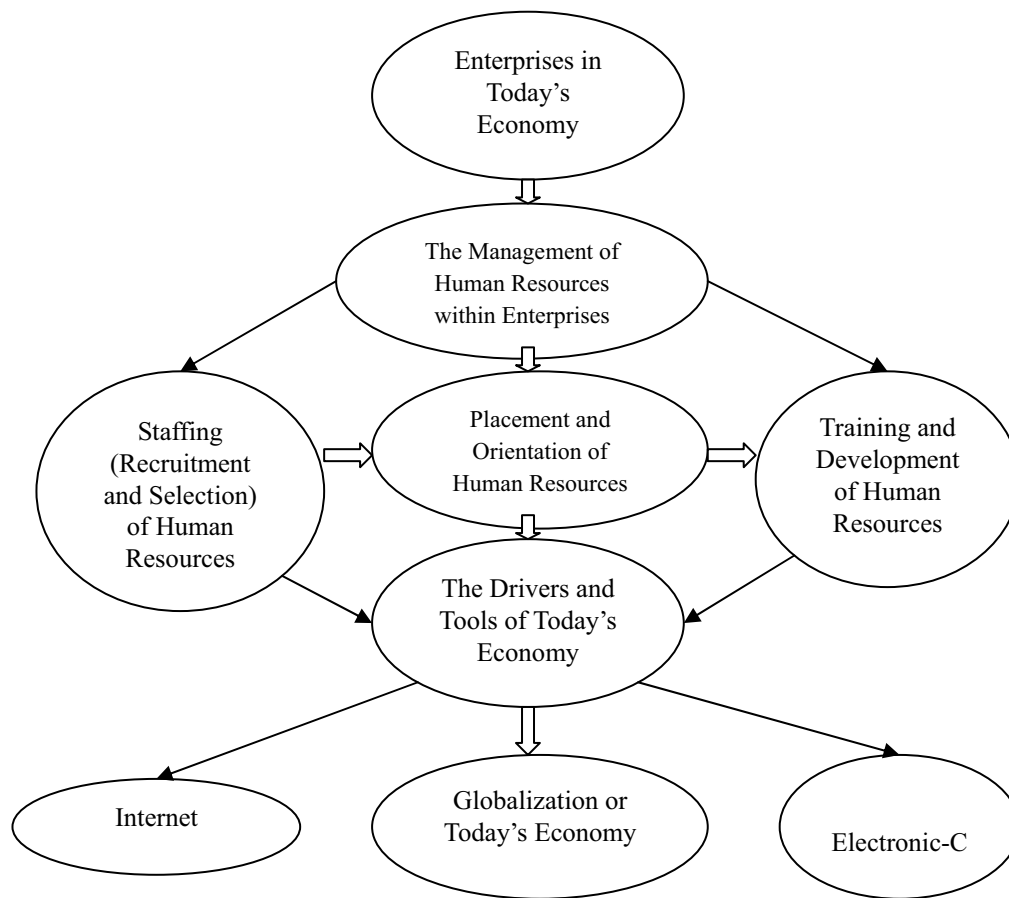 Enterprises in
Today’s
Economy
The Management of
Human Resources
within Enterprises
Staffing
(Recruitment
and Selection)
of Human
Resources
Placement and
Orientation of
Human Resources
Training and
Development
of Human
Resources
The Drivers and
Tools of Today’s
Economy
Internet
Globalization or
Today’s Economy
Electronic-C